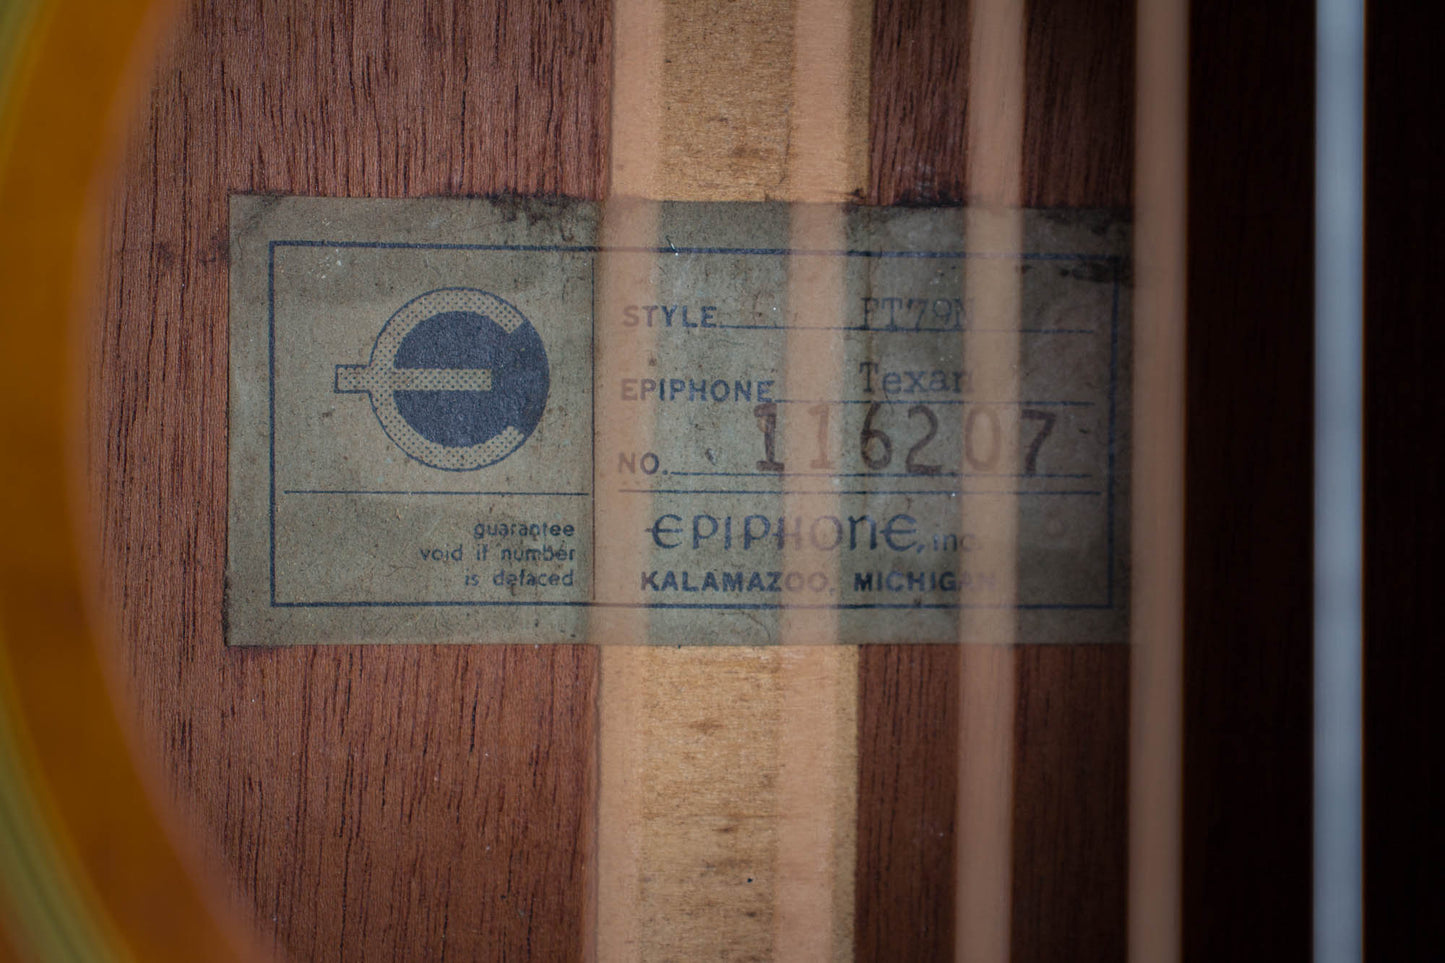 STYLE FT79N
EPIPHONE Texan
NO. 116207
guarantee
void if number
is defaced
EPIPHONE, inc.
KALAMAZOO, MICHIGAN